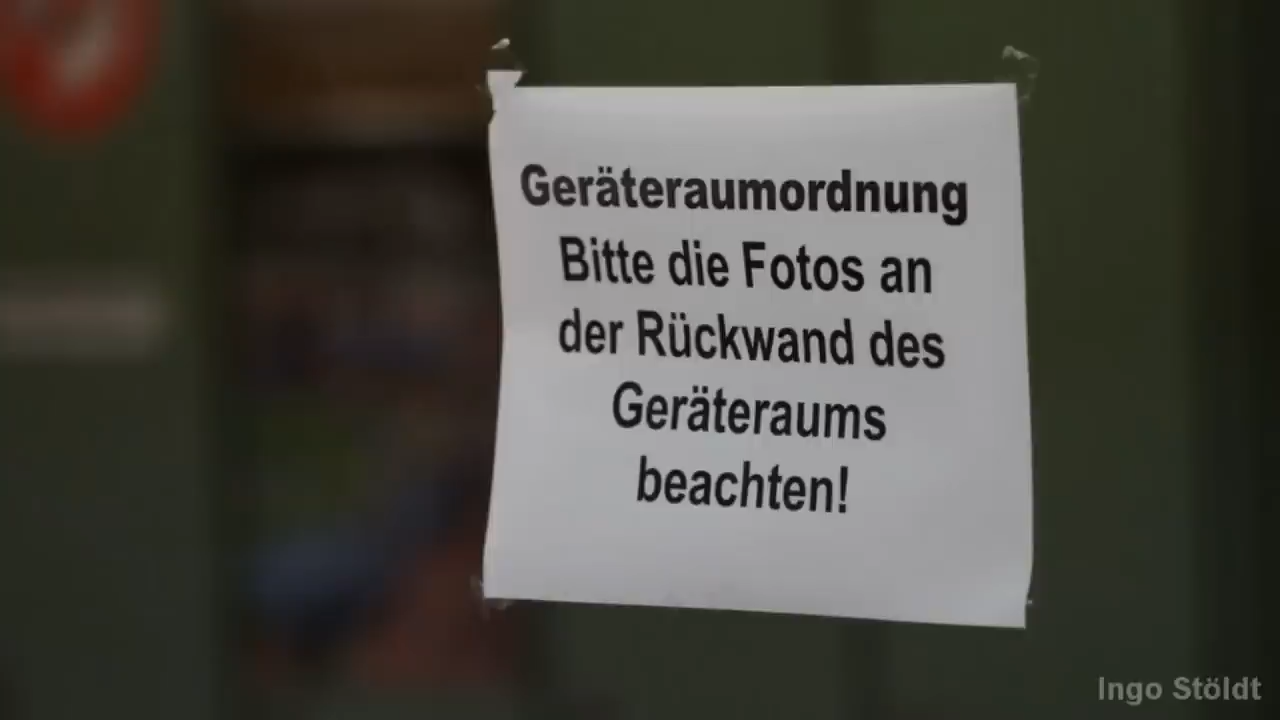 Geräteraumordnung
Bitte die Fotos an
der Rückwand des
Geräteraums
beachten!
Ingo Stöldt